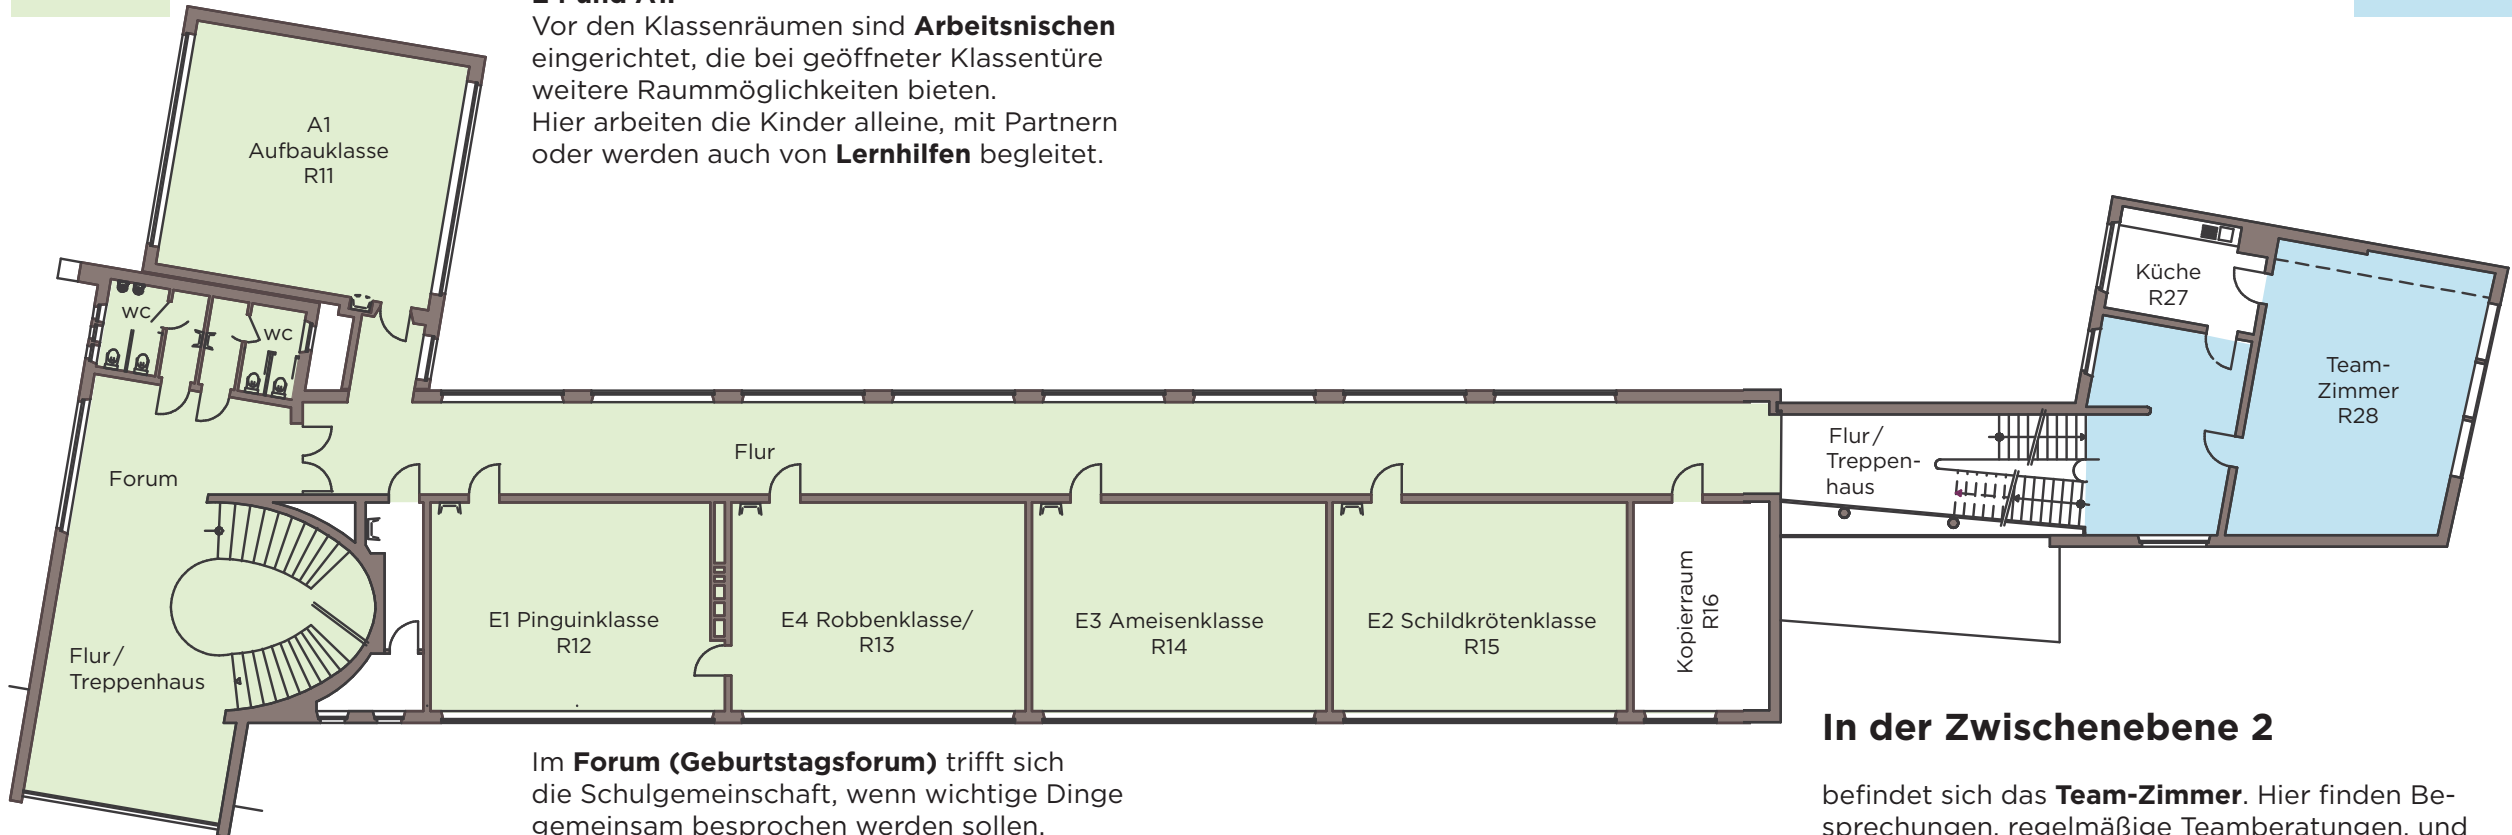 Vor den Klassenräumen sind Arbeitsnischen
eingerichtet, die bei geöffneter Klassentüre
weitere Raummöglichkeiten bieten.
Hier arbeiten die Kinder alleine, mit Partnern
oder werden auch von Lernhilfen begleitet.
A1
Aufbauklasse
R11
wc
wc
Forum
Flur
Flur/
Treppenhaus
E1 Pinguinklasse
R12
E4 Robbenklasse/
R13
E3 Ameisenklasse
R14
E2 Schildkrötenklasse
R15
Kopierraum
R16
Flur/
Treppen-
haus
Küche
R27
Team-
Zimmer
R28
Im Forum (Geburtstagsforum) trifft sich
die Schulgemeinschaft, wenn wichtige Dinge
gemeinsam besprochen werden sollen.
In der Zwischenebene 2
befindet sich das Team-Zimmer. Hier finden Be-
sprechungen, regelmäßige Teamberatungen, und